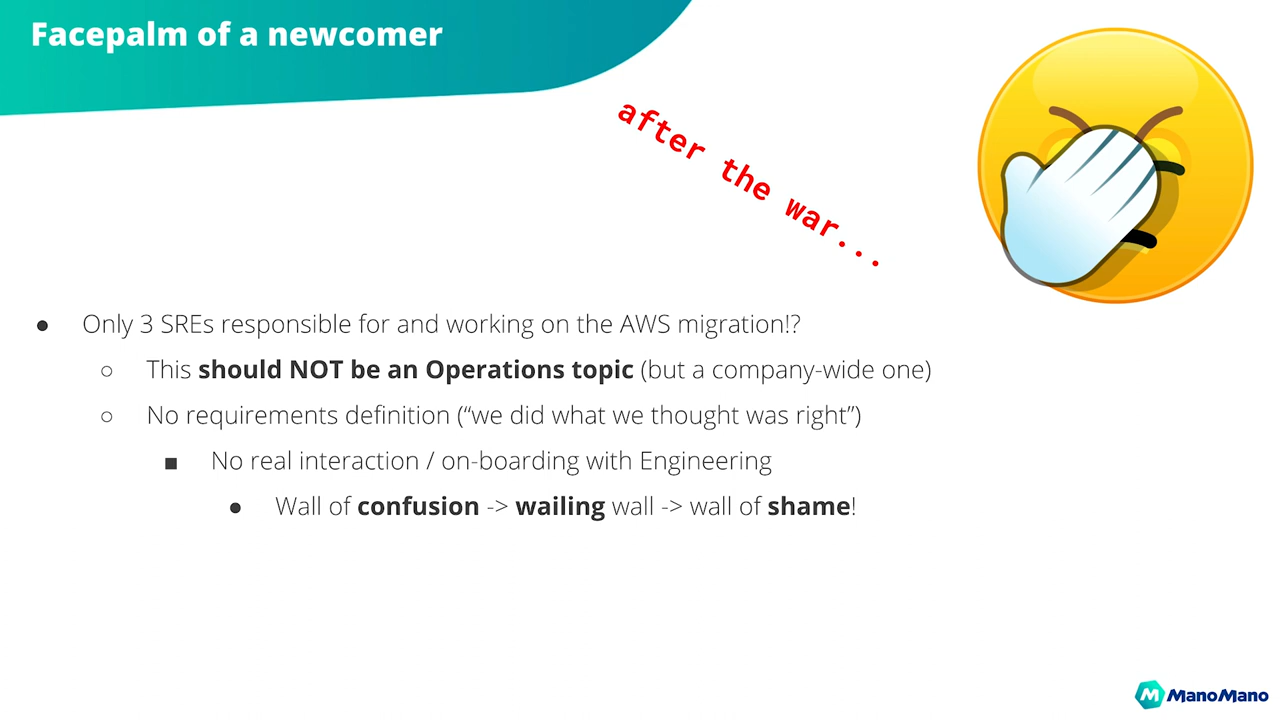 Facepalm of a newcomer
after the war...
● Only 3 SREs responsible for and working on the AWS migration!?
○ This should NOT be an Operations topic (but a company-wide one)
○ No requirements definition (“we did what we thought was right”)
■ No real interaction / on-boarding with Engineering
● Wall of confusion -> wailing wall -> wall of shame!
M ManoMano